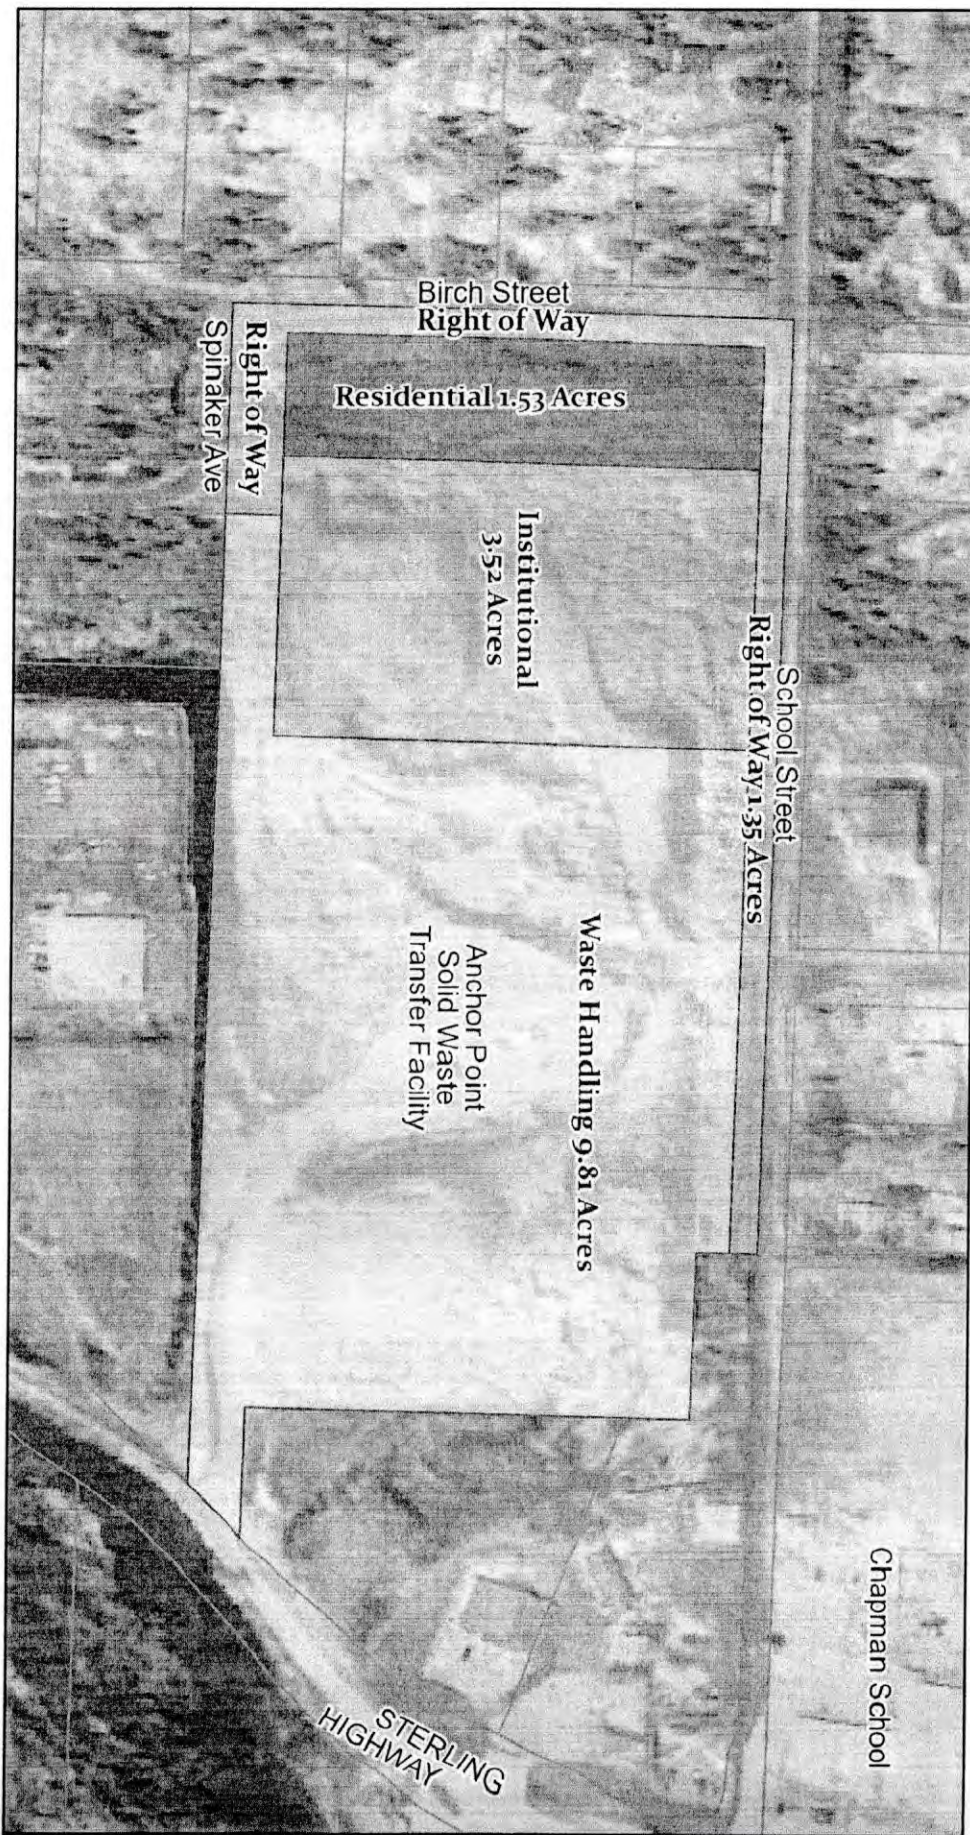 Birch Street
Right of Way
Right of Way
Spinaker Ave
Residential 1.53 Acres
Institutional
3.52 Acres
School Street
Right of Way 1.35 Acres
Waste Handling 9.81 Acres
Anchor Point
Solid Waste
Transfer Facility
Chapman School
STERLING
HIGHWAY